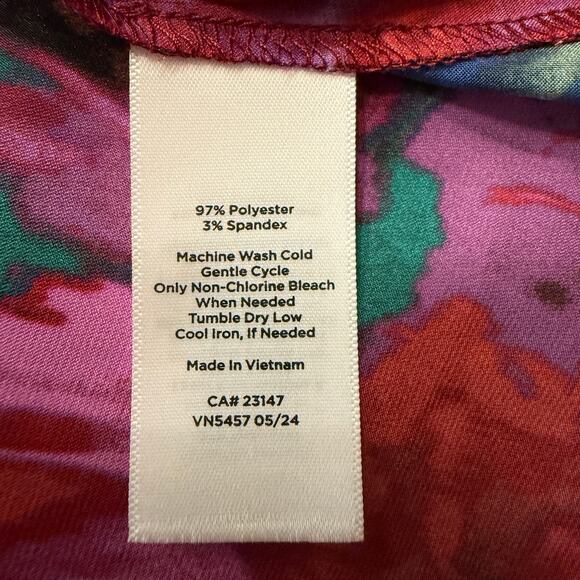 97% Polyester
3% Spandex
Machine Wash Cold
Gentle Cycle
Only Non-Chlorine Bleach
When Needed
Tumble Dry Low
Cool Iron, If Needed
Made In Vietnam
CA# 23147
VN5457 05/24